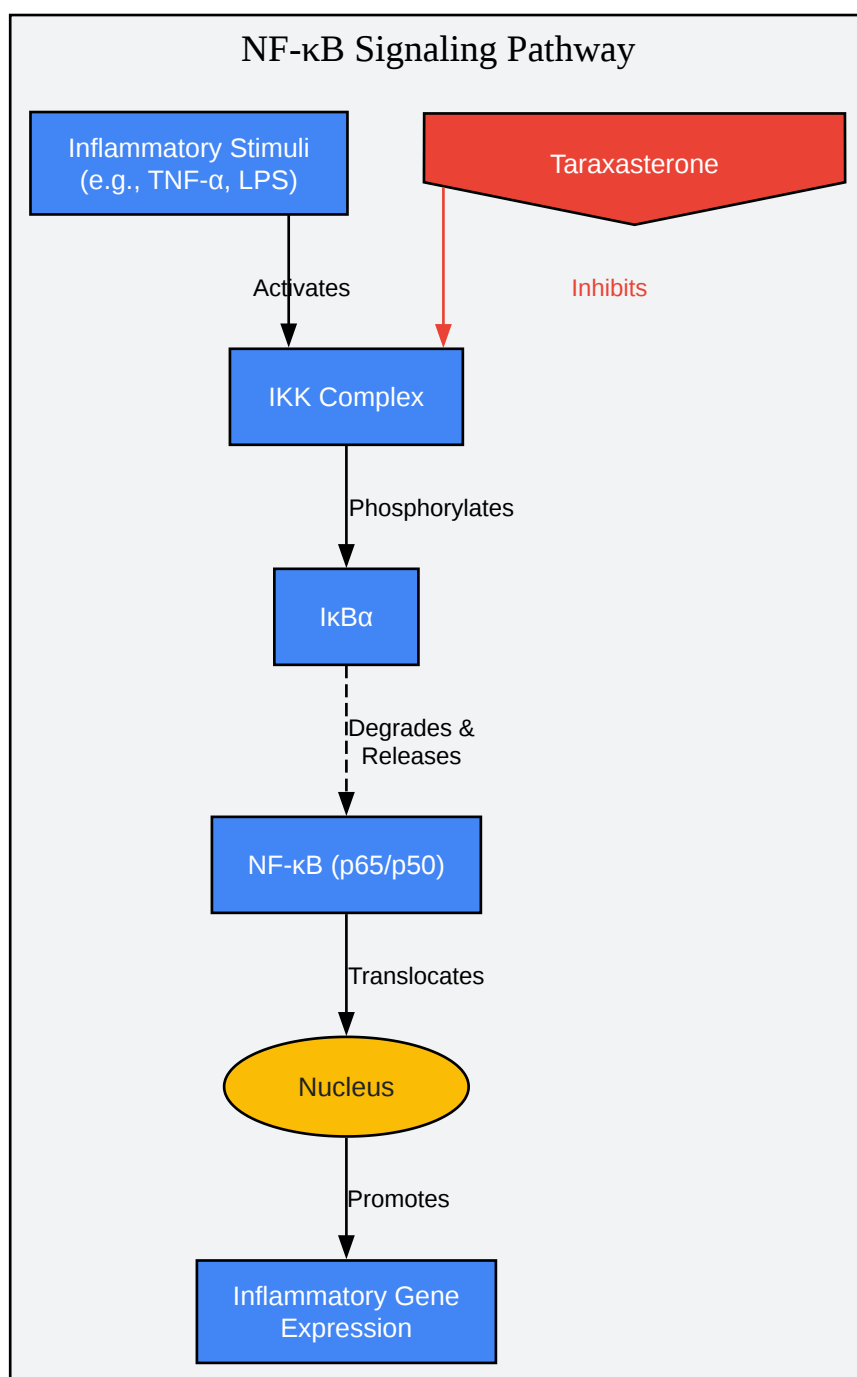 NF-κB Signaling Pathway
Inflammatory Stimuli
(e.g., TNF-α, LPS)
Taraxasterone
Activates
Inhibits
IKK Complex
Phosphorylates
IκBα
Degrades &
Releases
NF-κB (p65/p50)
Translocates
Nucleus
Promotes
Inflammatory Gene
Expression